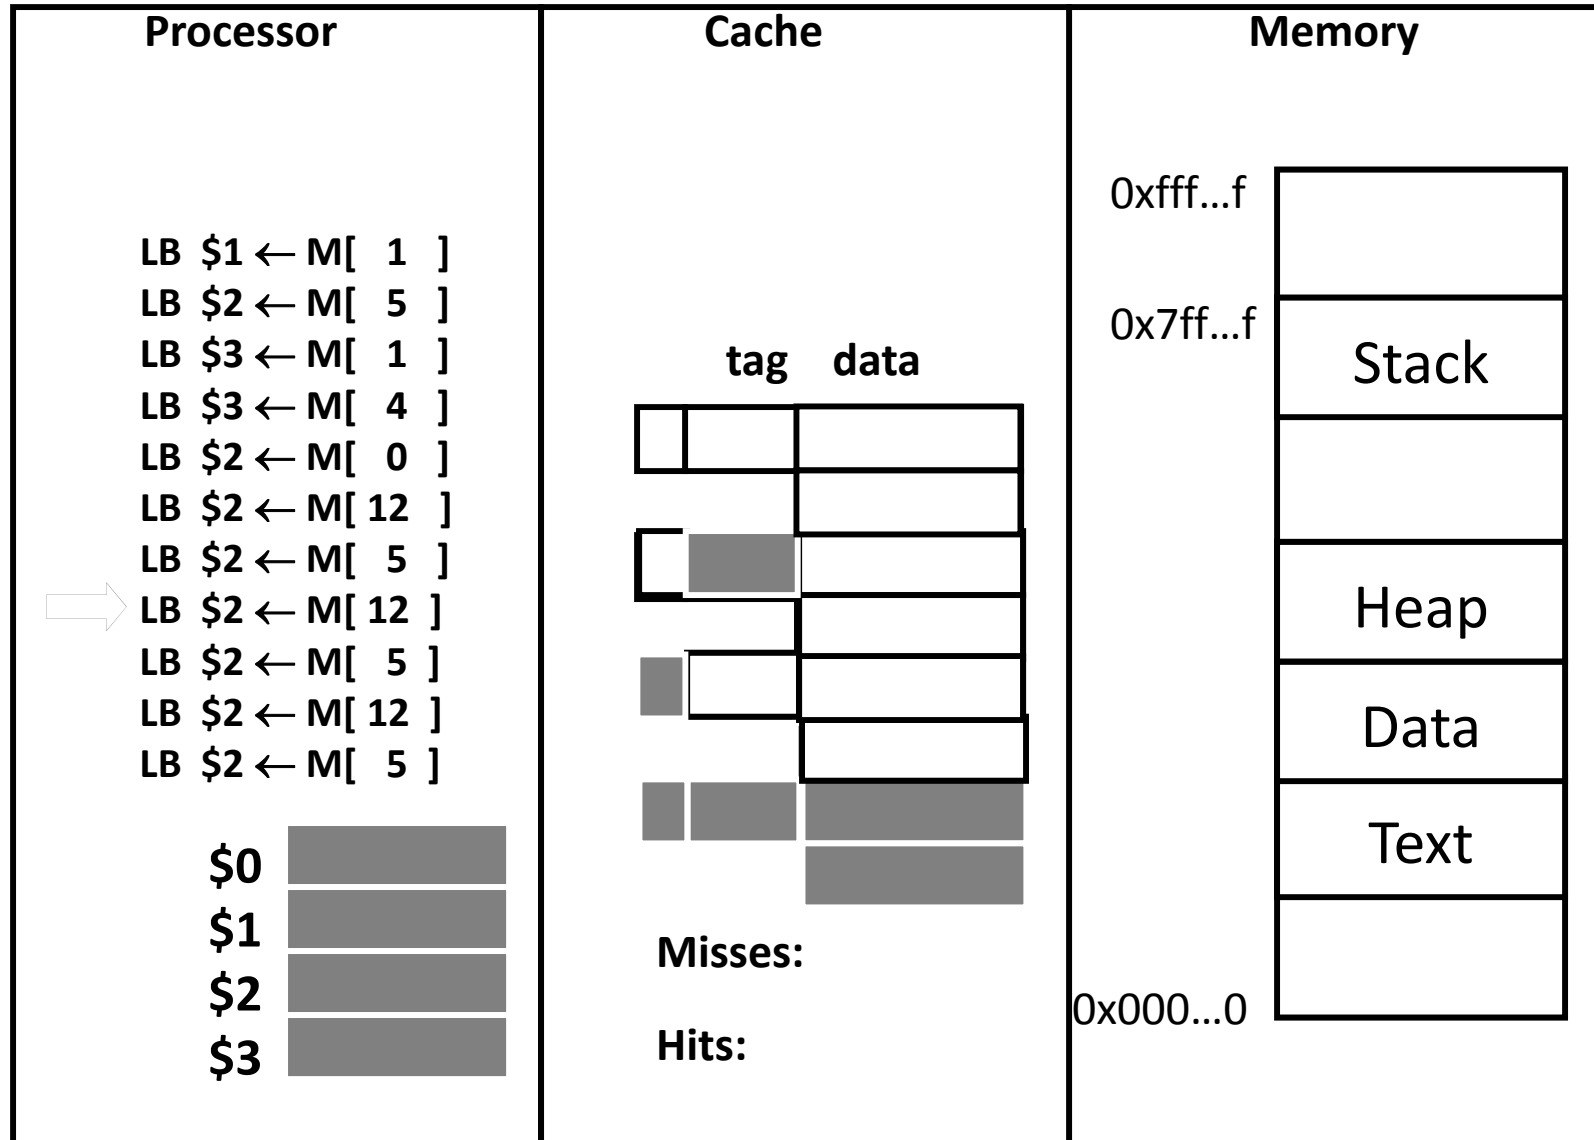 Processor
LB $1 ← M[ 1 ]
LB $2 ← M[ 5 ]
LB $3 ← M[ 1 ]
LB $3 ← M[ 4 ]
LB $2 ← M[ 0 ]
LB $2 ← M[ 12 ]
LB $2 ← M[ 5 ]
LB $2 ← M[ 12 ]
LB $2 ← M[ 5 ]
LB $2 ← M[ 12 ]
LB $2 ← M[ 5 ]
$0
$1
$2
$3
Cache
tag data
Misses:
Hits:
Memory
0xfff…f
0x7ff…f
Stack
Heap
Data
Text
0x000…0